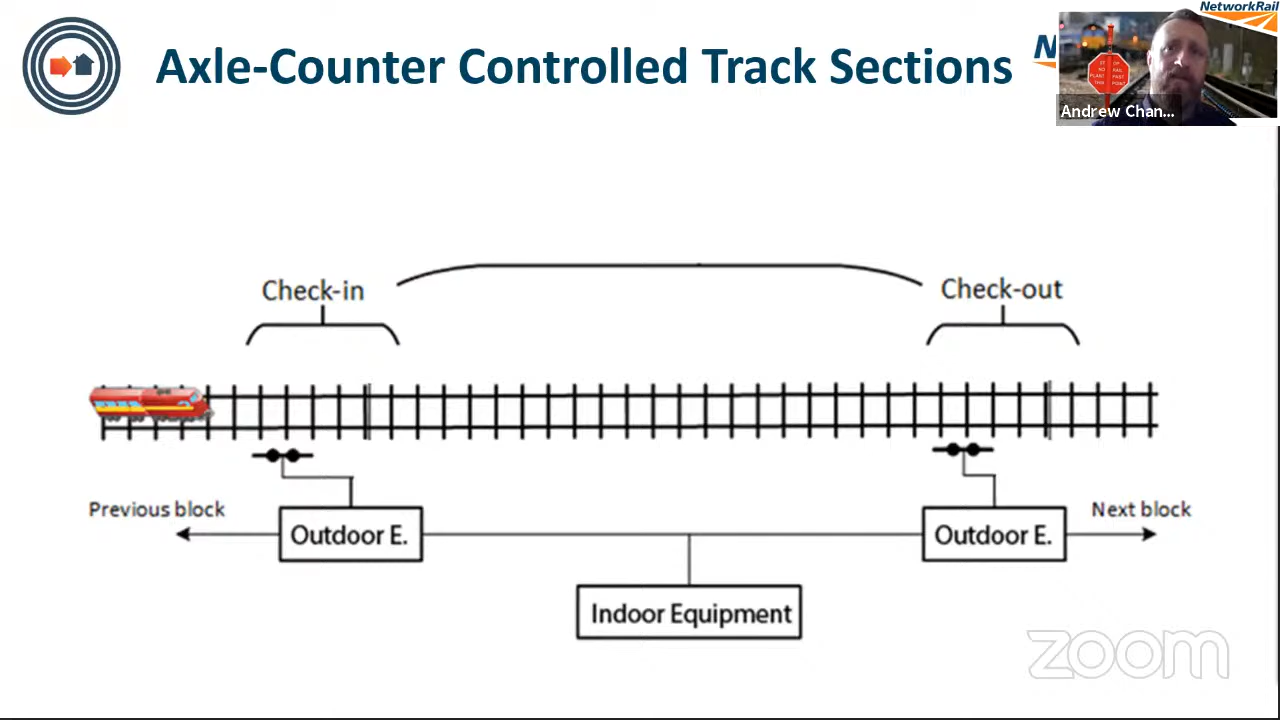 Axle-Counter Controlled Track Sections
NetworkRail
Andrew Chan...
Check-in
Check-out
Previous block
Next block
Outdoor E.
Outdoor E.
Indoor Equipment
zoom